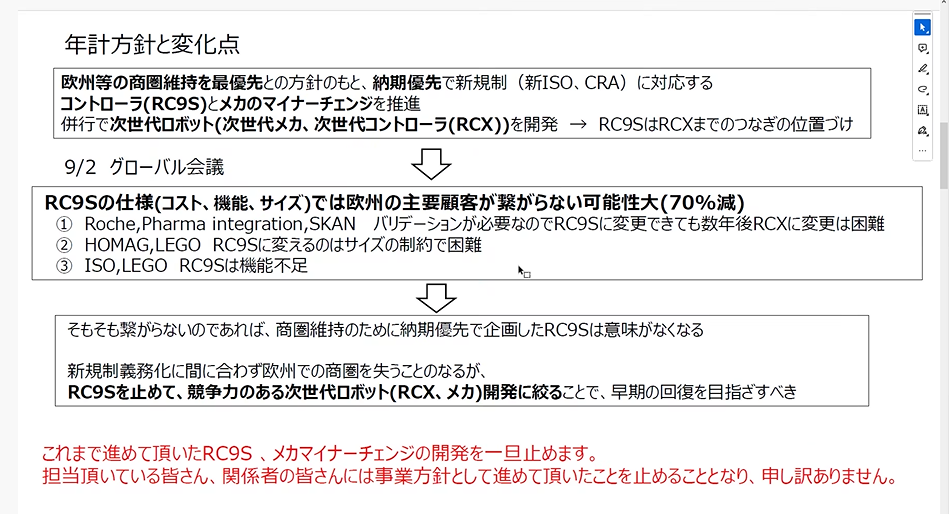 年計方針と変化点
欧州等の商圏維持を最優先との方針のもと、納期優先で新規制（新ISO、CRA）に対応する
コントローラ(RC9S)とメカのマイナーチェンジを推進
併行で次世代ロボット(次世代メカ、次世代コントローラ(RCX))を開発 → RC9SはRCXまでのつなぎの位置づけ
9/2 グローバル会議
RC9Sの仕様(コスト、機能、サイズ)では欧州の主要顧客が繋がらない可能性大(70%減)
① Roche,Pharma integration,SKAN バリデーションが必要なのでRC9Sに変更できても数年後RCXに変更は困難
② HOMAG,LEGO RC9Sに変えるのはサイズの制約で困難
③ ISO,LEGO RC9Sは機能不足
そもそも繋がらないのであれば、商圏維持のために納期優先で企画したRC9Sは意味がなくなる
新規制義務化に間に合わず欧州での商圏を失うことのなるが、
RC9Sを止めて、競争力のある次世代ロボット(RCX、メカ)開発に絞ることで、早期の回復を目指ざすべき
これまで進めて頂いたRC9S 、メカマイナーチェンジの開発を一旦止めます。
担当頂いている皆さん、関係者の皆さんには事業方針として進めて頂いたことを止めることとなり、申し訳ありません。